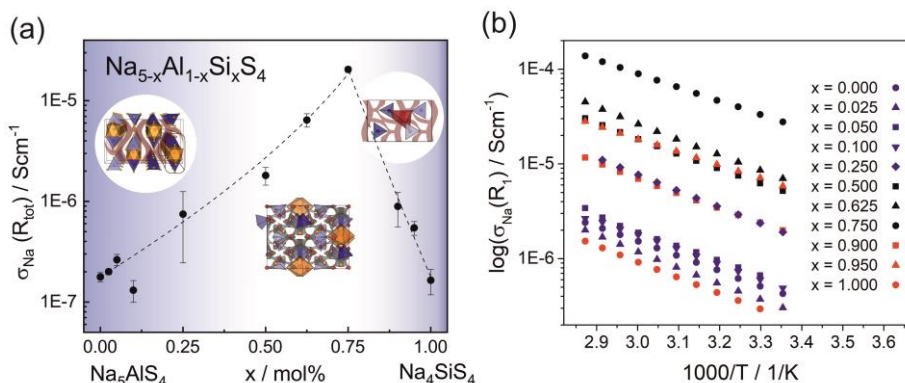 (a)
Na₅₋ₓAl₁₋ₓSiₓS₄
σNa (Rtot) / Scm⁻¹
1E-5
1E-6
1E-7
0.00 0.25 0.50 0.75 1.00
Na₅AlS₄ x / mol% Na₄SiS₄
(b)
log(σNa(R₁) / Scm⁻¹
1E-4
1E-5
1E-6
x = 0.000
x = 0.025
x = 0.050
x = 0.100
x = 0.250
x = 0.500
x = 0.625
x = 0.750
x = 0.900
x = 0.950
x = 1.000
2.9 3.0 3.1 3.2 3.3 3.4 3.5 3.6
1000/T / 1/K